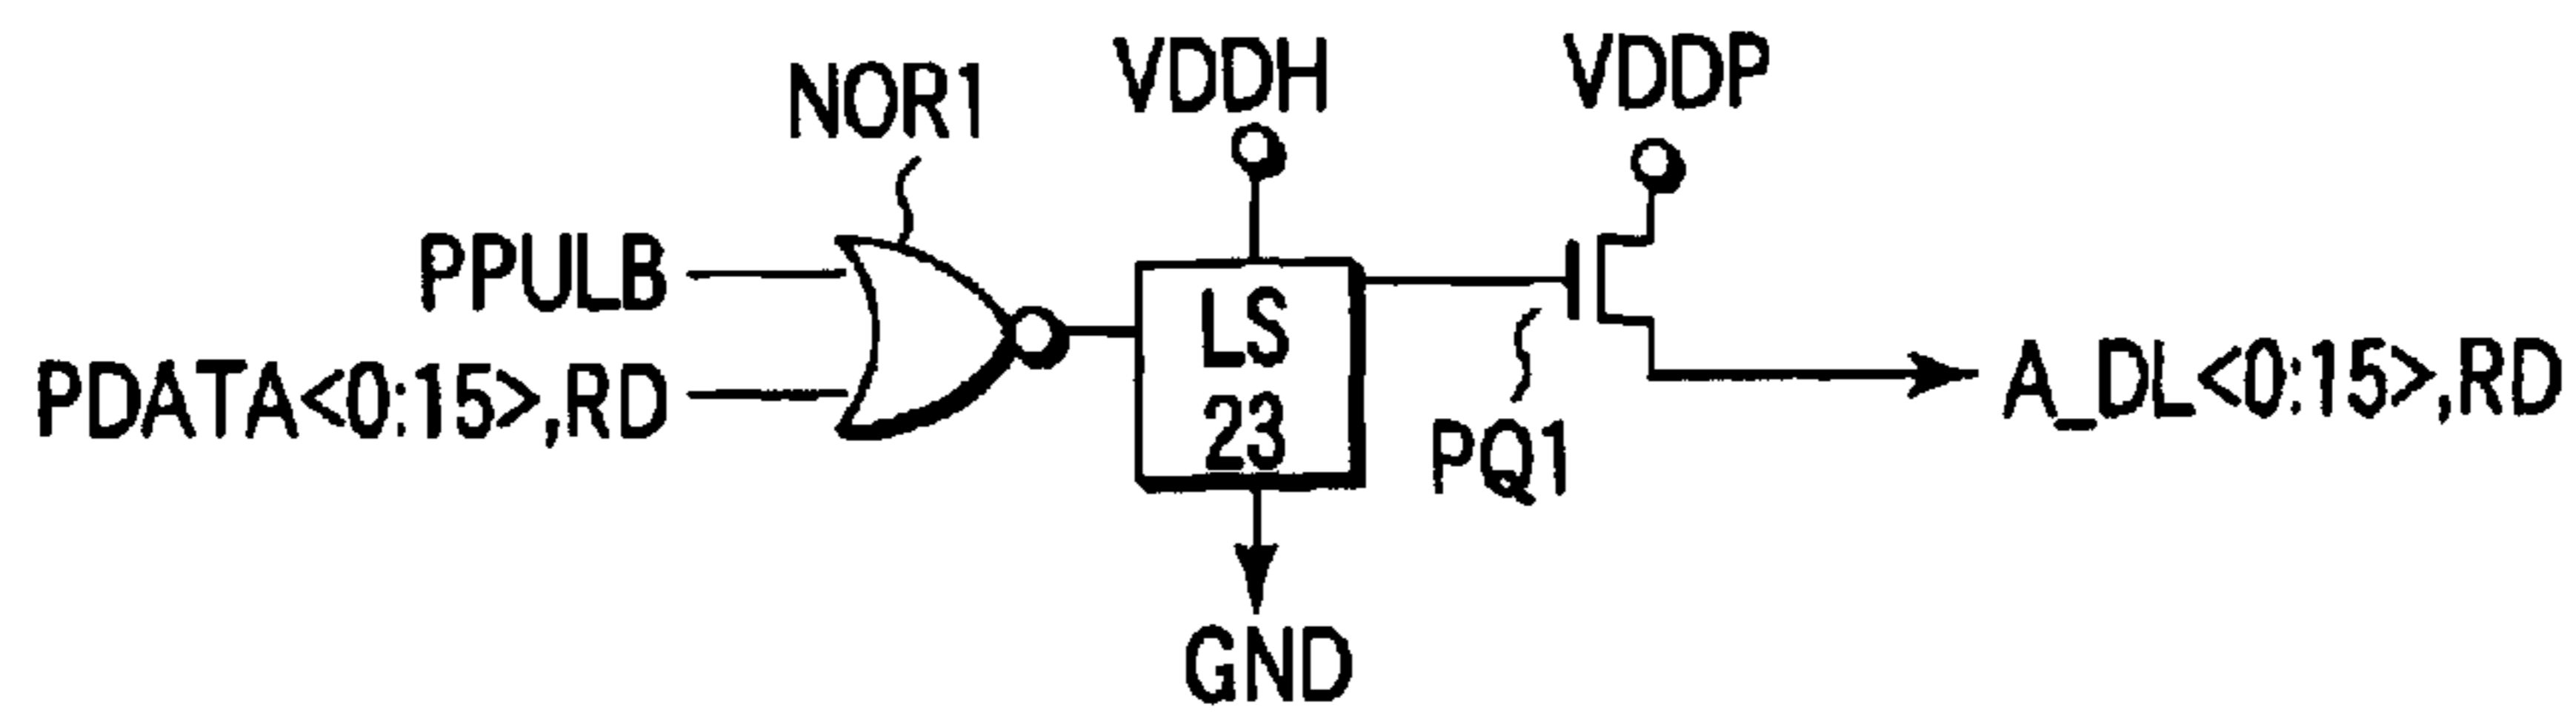 NOR1
VDDH
VDDP
PPULB
PDATA<0:15>,RD
LS
23
PQ1
A_DL<0:15>,RD
GND